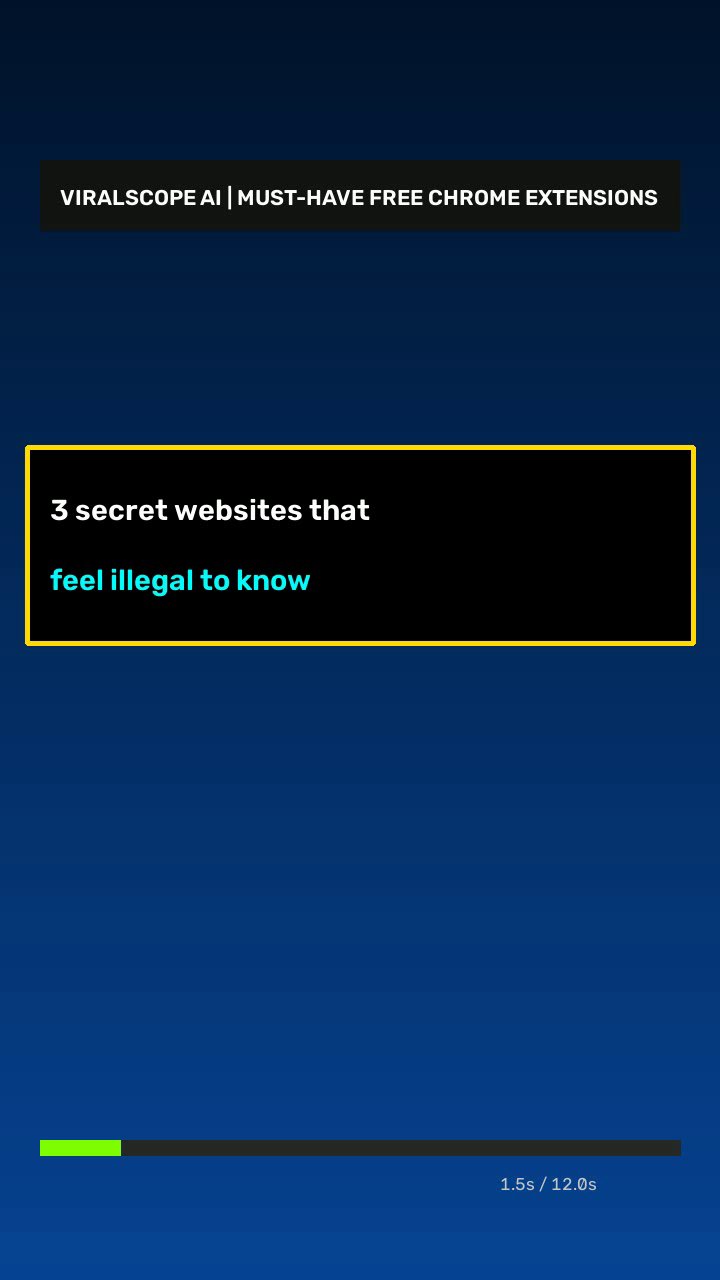 VIRALSCOPE AI | MUST-HAVE FREE CHROME EXTENSIONS
3 secret websites that
feel illegal to know
1.5s / 12.0s